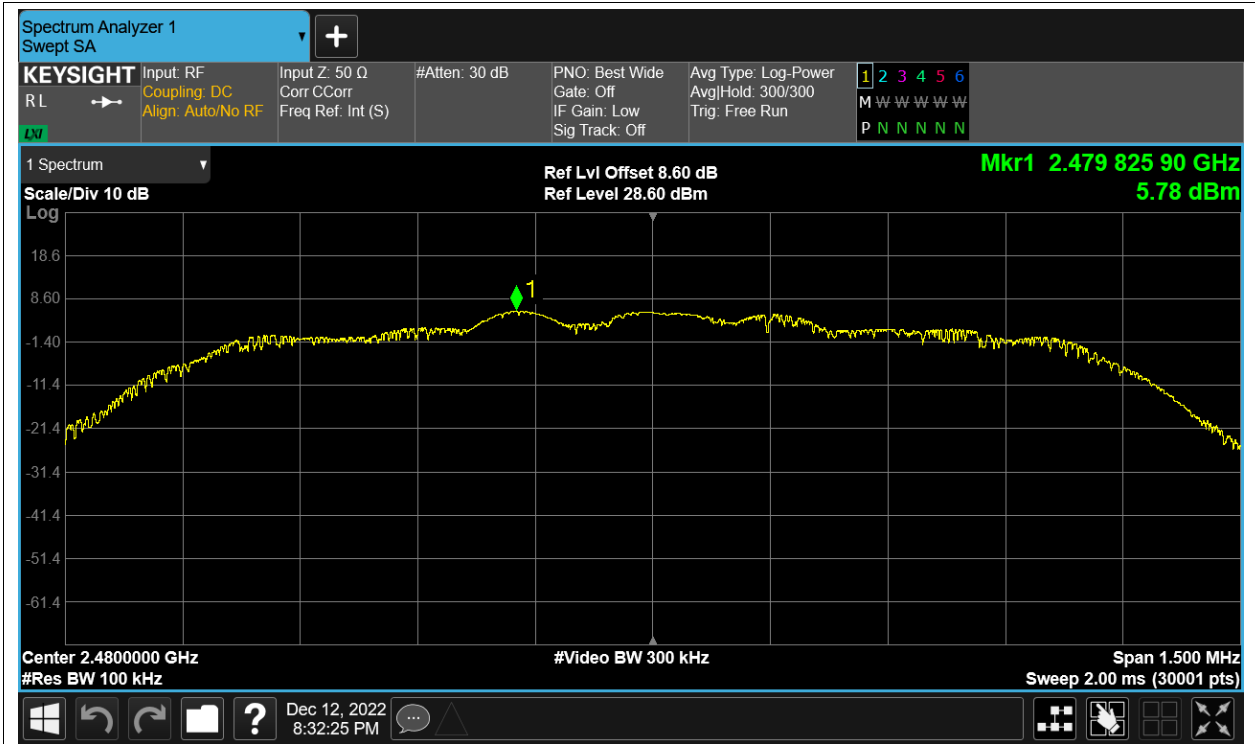 Spectrum Analyzer 1
Swept SA
KEYSIGHT
R L
LXI
Input: RF
Coupling: DC
Align: Auto/No RF
Input Z: 50 Ω
Corr CCorr
Freq Ref: Int (S)
#Atten: 30 dB
PNO: Best Wide
Gate: Off
IF Gain: Low
Sig Track: Off
Avg Type: Log-Power
Avg|Hold: 300/300
Trig: Free Run
1 2 3 4 5 6
M W W W W W W
P N N N N N N
1 Spectrum
Scale/Div 10 dB
Log
Ref Lvl Offset 8.60 dB
Ref Level 28.60 dBm
Mkr1 2.479 825 90 GHz
5.78 dBm
1
18.6
8.60
-1.40
-11.4
-21.4
-31.4
-41.4
-51.4
-61.4
Center 2.4800000 GHz
#Res BW 100 kHz
#Video BW 300 kHz
Span 1.500 MHz
Sweep 2.00 ms (30001 pts)
?
Dec 12, 2022
8:32:25 PM